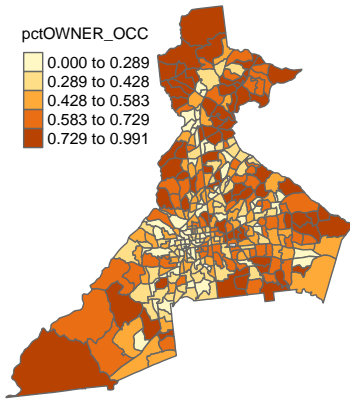 pctOWNER_OCC
0.000 to 0.289
0.289 to 0.428
0.428 to 0.583
0.583 to 0.729
0.729 to 0.991